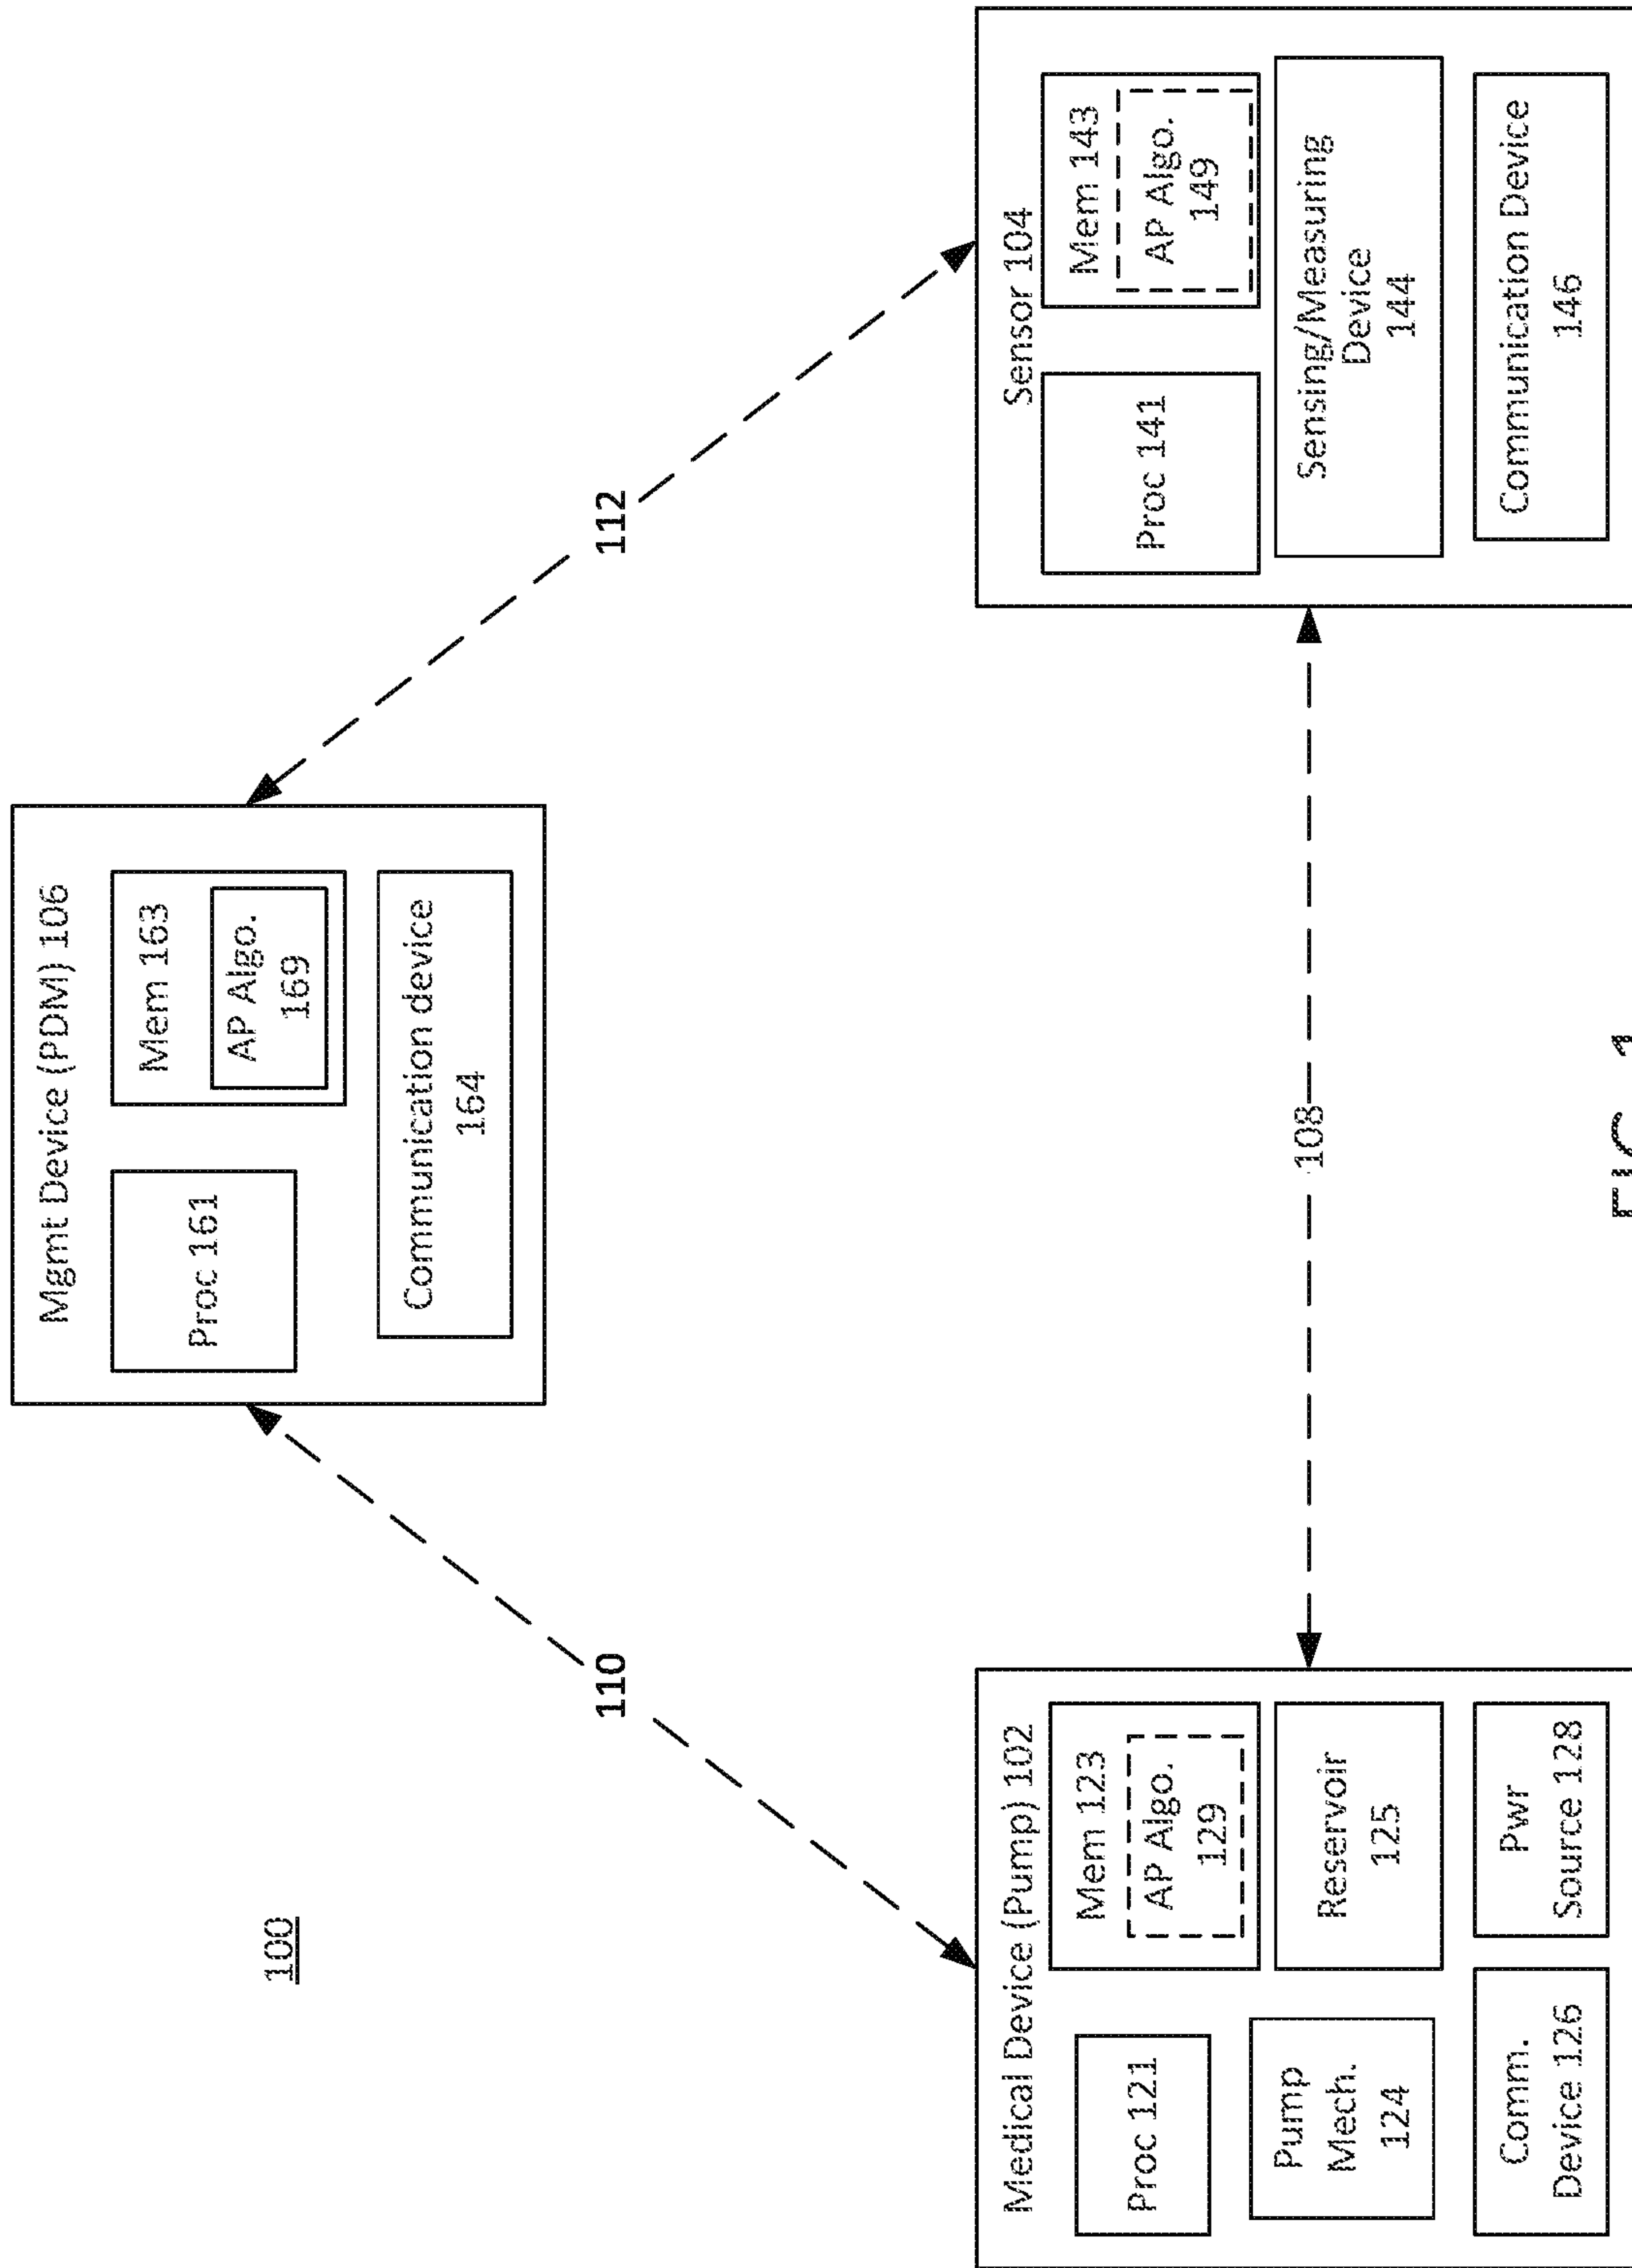 100
Mgmt Device (PDM) 106
Proc 161
Mem 163
AP Algo.
169
Communication device
164
110
112
Medical Device (Pump) 102
Proc 121
Mem 123
AP Algo.
129
Pump
Mech.
124
Reservoir
125
Comm.
Device 126
Pwr
Source 128
108
Sensor 104
Proc 141
Mem 143
AP Algo.
149
Sensing/Measuring
Device
144
Communication Device
146
FIG. 1